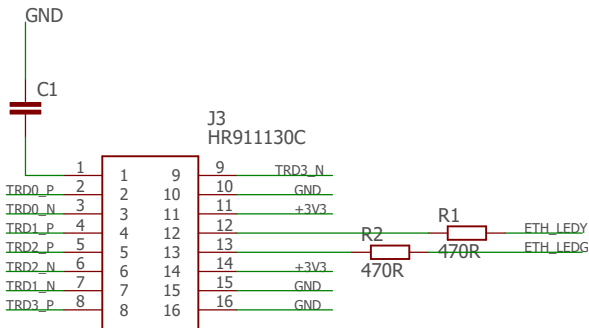 GND
C1
J3
HR911130C
1 1 9 9 TRD3_N
TRD0_P 2 2 10 10 GND
TRD0_N 3 3 11 11 +3V3
TRD1_P 4 4 12 12 R1 470R ETH_LEDY
TRD2_P 5 5 13 13 R2 470R ETH_LEDG
TRD2_N 6 6 14 14 +3V3
TRD1_N 7 7 15 15 GND
TRD3_P 8 8 16 16 GND